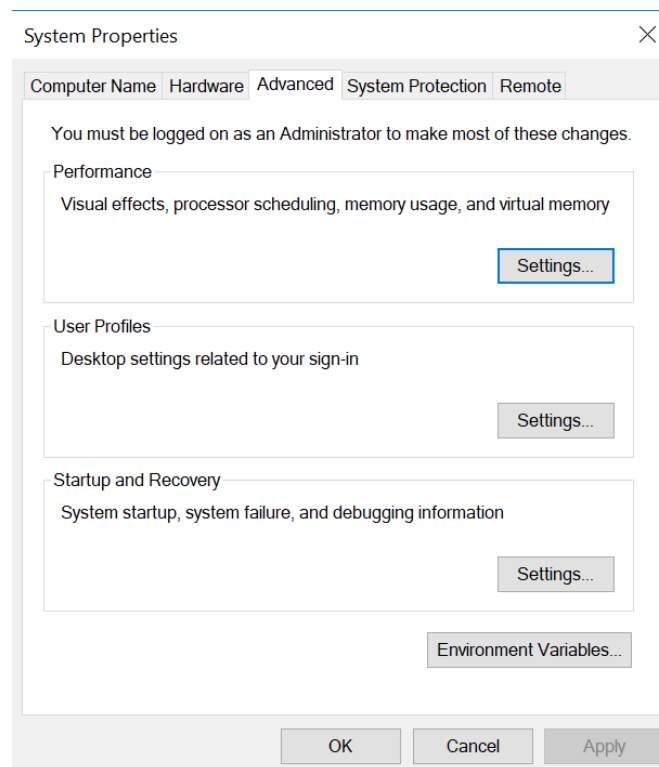 System Properties
Computer Name Hardware Advanced System Protection Remote
You must be logged on as an Administrator to make most of these changes.
Performance
Visual effects, processor scheduling, memory usage, and virtual memory
Settings...
User Profiles
Desktop settings related to your sign-in
Settings...
Startup and Recovery
System startup, system failure, and debugging information
Settings...
Environment Variables...
OK Cancel Apply